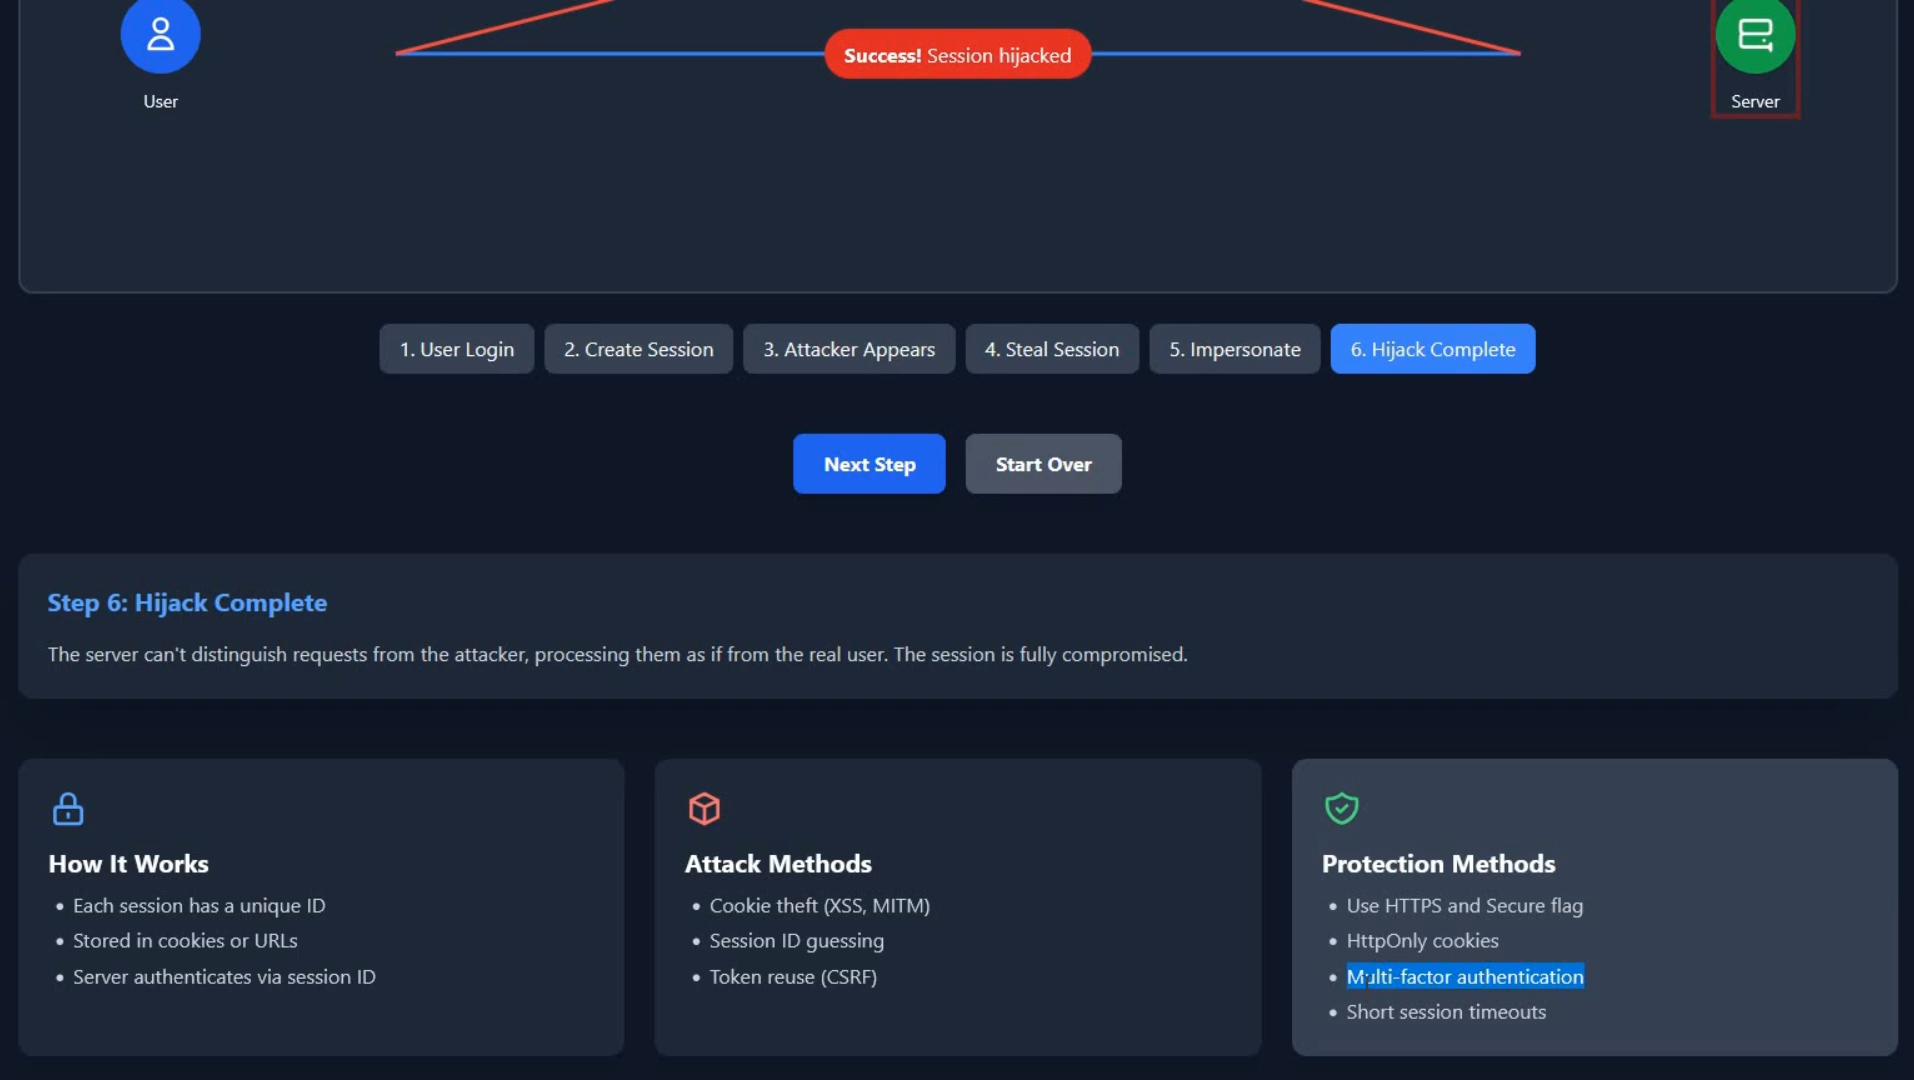 Success! Session hijacked
User
Server
1. User Login
2. Create Session
3. Attacker Appears
4. Steal Session
5. Impersonate
6. Hijack Complete
Next Step
Start Over
Step 6: Hijack Complete
The server can't distinguish requests from the attacker, processing them as if from the real user. The session is fully compromised.
How It Works
• Each session has a unique ID
• Stored in cookies or URLs
• Server authenticates via session ID
Attack Methods
• Cookie theft (XSS, MITM)
• Session ID guessing
• Token reuse (CSRF)
Protection Methods
• Use HTTPS and Secure flag
• HttpOnly cookies
• Multi-factor authentication
• Short session timeouts